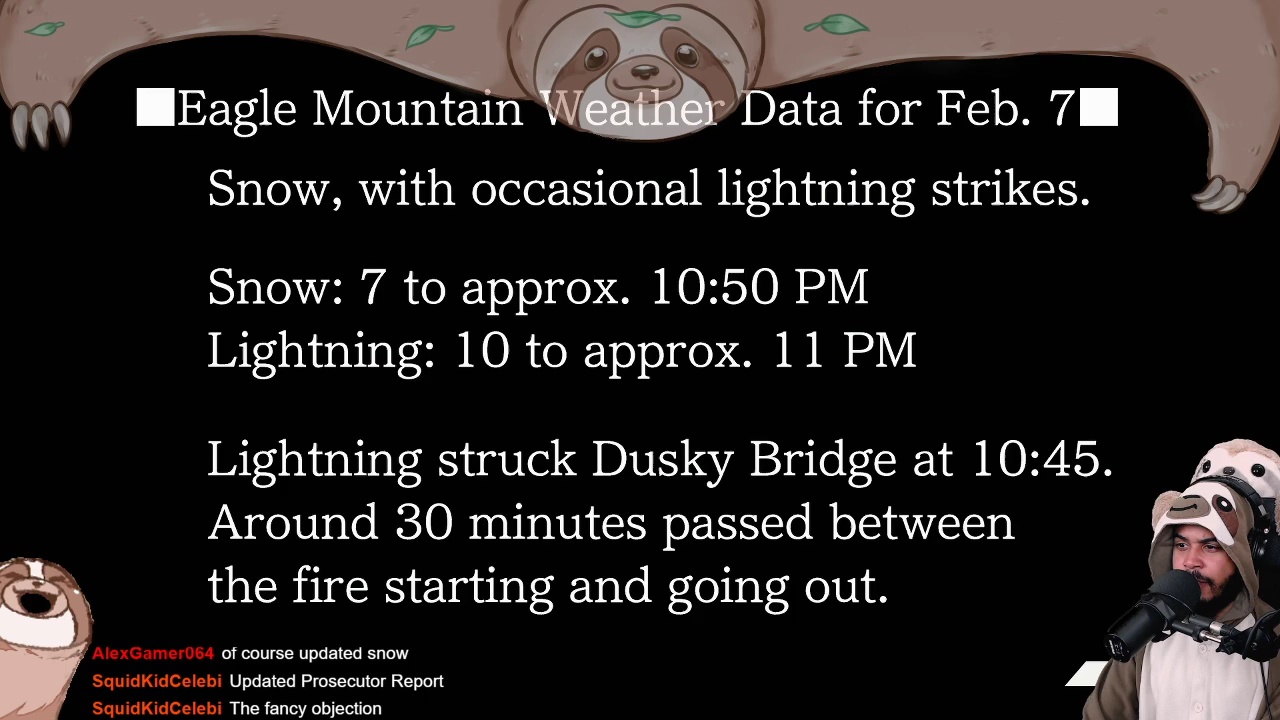 ■Eagle Mountain Weather Data for Feb. 7■
Snow, with occasional lightning strikes.
Snow: 7 to approx. 10:50 PM
Lightning: 10 to approx. 11 PM
Lightning struck Dusky Bridge at 10:45.
Around 30 minutes passed between
the fire starting and going out.
AlexGamer064 of course updated snow
SquidKidCelebi Updated Prosecutor Report
SquidKidCelebi The fancy objection